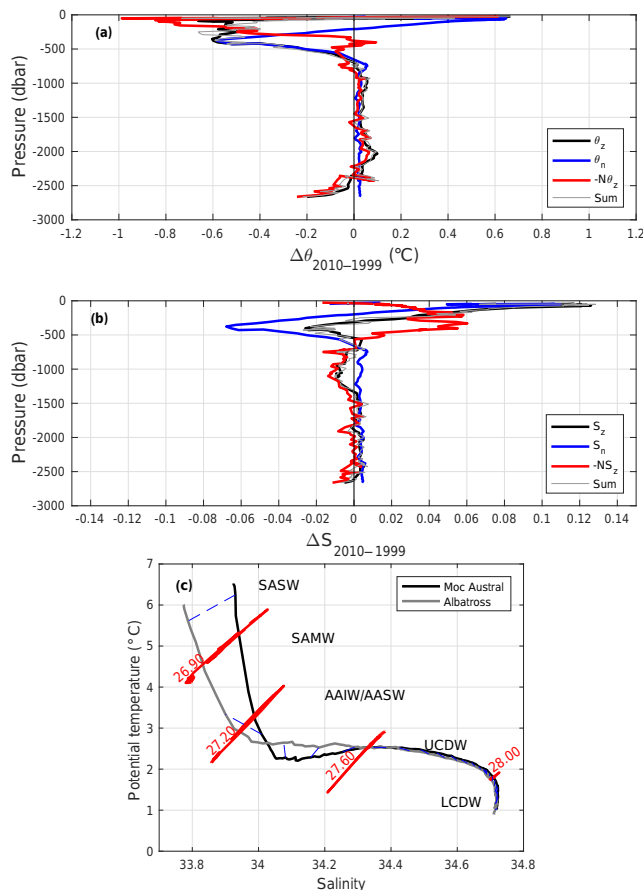 (a)
Pressure (dbar)
0
-500
-1000
-1500
-2000
-2500
-3000
θz
θn
-Nθz
Sum
-1.2 -1 -0.8 -0.6 -0.4 -0.2 0 0.2 0.4 0.6 0.8 1 1.2
Δθ2010–1999 (°C)
(b)
Pressure (dbar)
0
-500
-1000
-1500
-2000
-2500
-3000
Sz
Sn
-NSz
Sum
-0.14 -0.12 -0.1 -0.08 -0.06 -0.04 -0.02 0 0.02 0.04 0.06 0.08 0.1 0.12 0.14
ΔS2010–1999
(c)
Potential temperature (°C)
7
6
5
4
3
2
1
0
Moc Austral
Albatross
SASW
SAMW
AAIW/AASW
UCDW
LCDW
26.90
27.20
27.60
28.00
33.8 34 34.2 34.4 34.6 34.8
Salinity